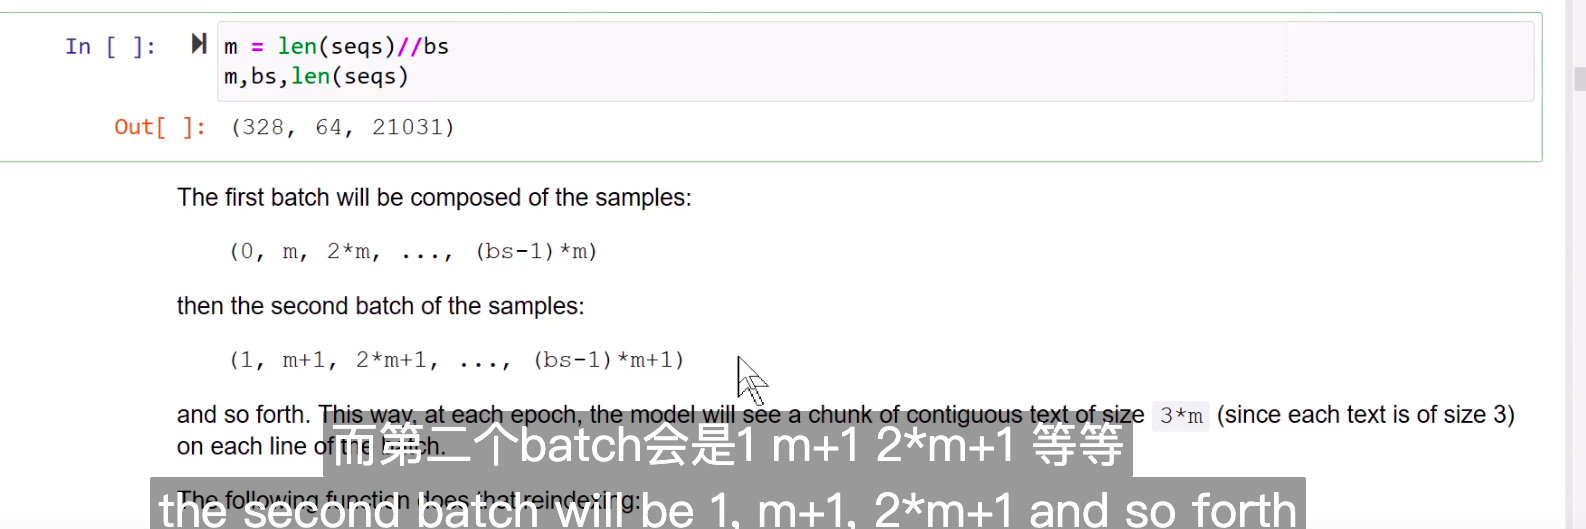 In [ ]: m = len(seqs)//bs
m,bs,len(seqs)
Out[ ]: (328, 64, 21031)
The first batch will be composed of the samples:
(0, m, 2*m, ..., (bs-1)*m)
then the second batch of the samples:
(1, m+1, 2*m+1, ..., (bs-1)*m+1)
and so forth. This way, at each epoch, the model will see a chunk of contiguous text of size 3*m (since each text is of size 3)
on each line of the batch.
而第二个batch会是1 m+1 2*m+1 等等
The following function does that reindexing:
the second batch will be 1, m+1, 2*m+1 and so forth